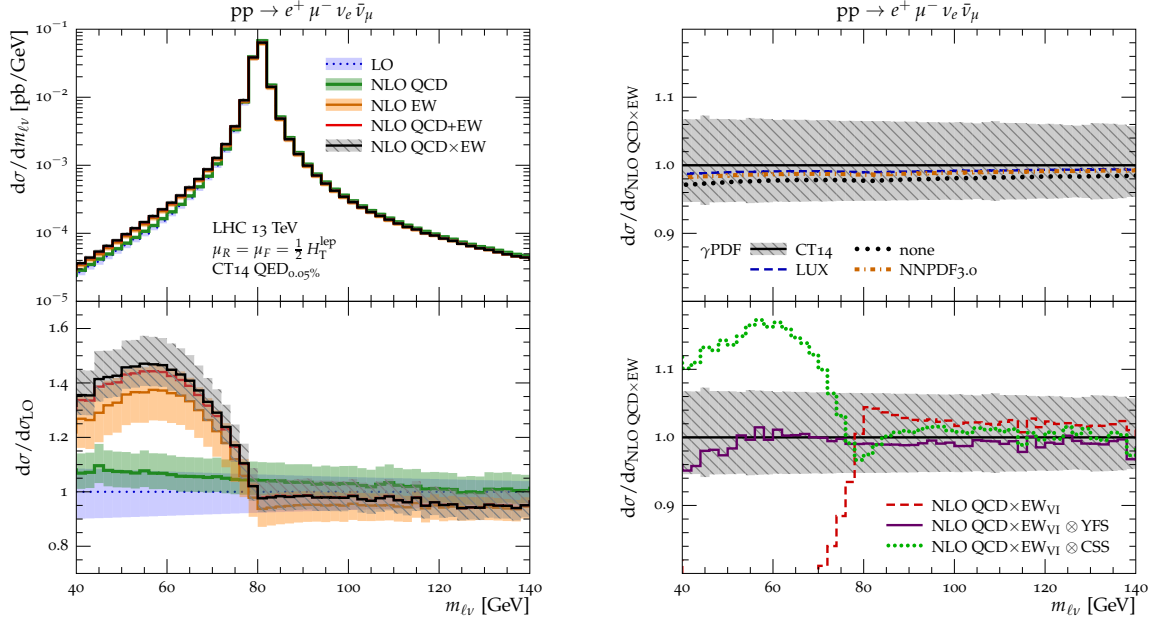 pp → e⁺ μ⁻ νₑ ν̄_μ
dσ/dm_ℓν [pb/GeV]
10⁻¹
10⁻²
10⁻³
10⁻⁴
10⁻⁵
LO
NLO QCD
NLO EW
NLO QCD+EW
NLO QCD×EW
LHC 13 TeV
μ_R = μ_F = ½ H_T^lep
CT14 QED_0.05%
dσ/dσ_LO
1.6
1.4
1.2
1
0.8
40 60 80 100 120 140
m_ℓν [GeV]
pp → e⁺ μ⁻ νₑ ν̄_μ
dσ/dσ_NLO QCD×EW
1.1
1.0
0.9
γPDF
CT14
none
LUX
NNPDF3.0
dσ/dσ_NLO QCD×EW
1.1
1.0
0.9
NLO QCD×EW_VI
NLO QCD×EW_VI ⊗ YFS
NLO QCD×EW_VI ⊗ CSS
40 60 80 100 120 140
m_ℓν [GeV]